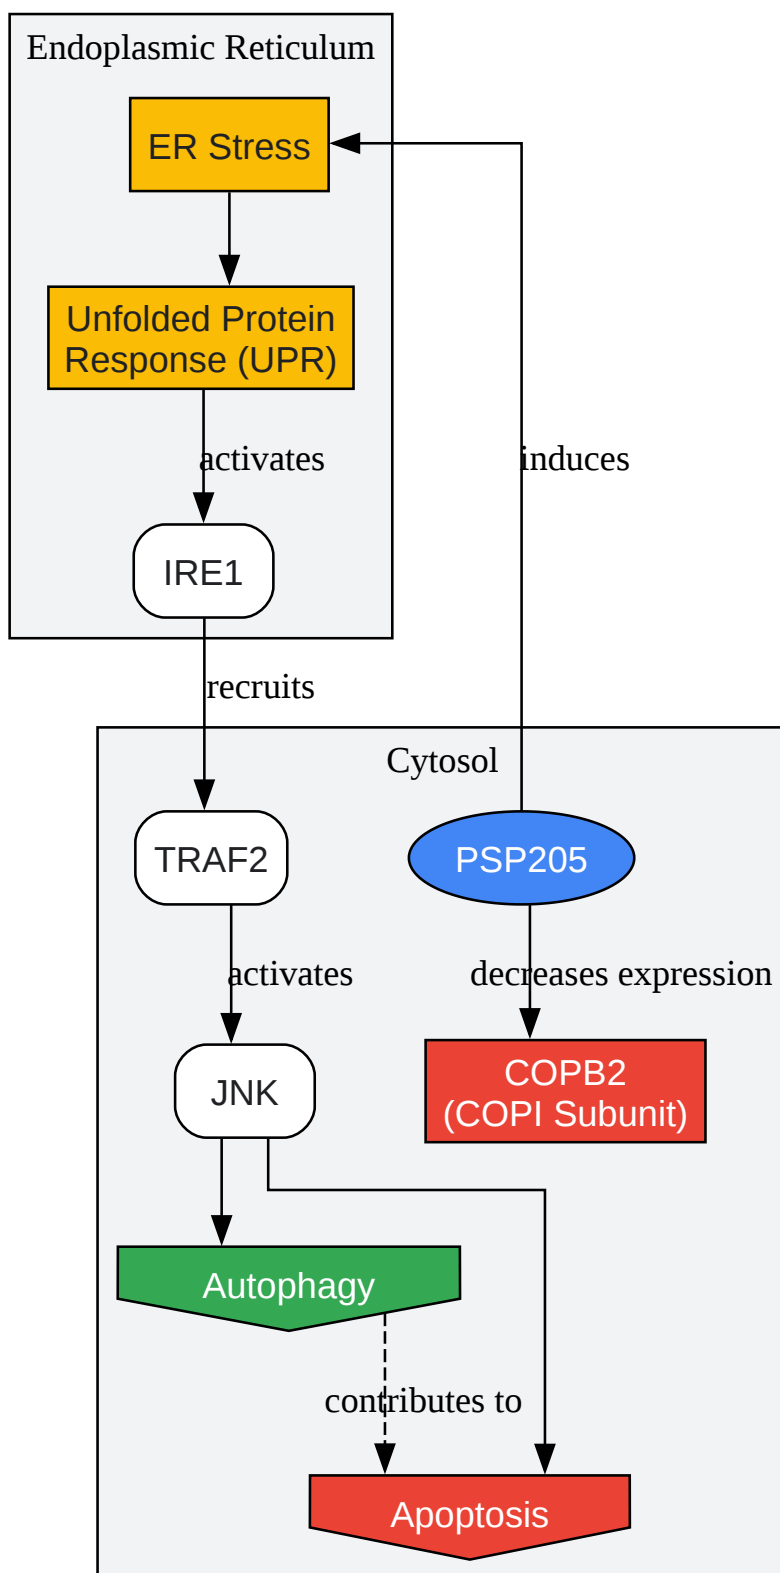 Endoplasmic Reticulum
ER Stress
Unfolded Protein
Response (UPR)
activates
induces
IRE1
recruits
Cytosol
TRAF2
PSP205
activates
decreases expression
JNK
COPB2
(COPI Subunit)
Autophagy
contributes to
Apoptosis